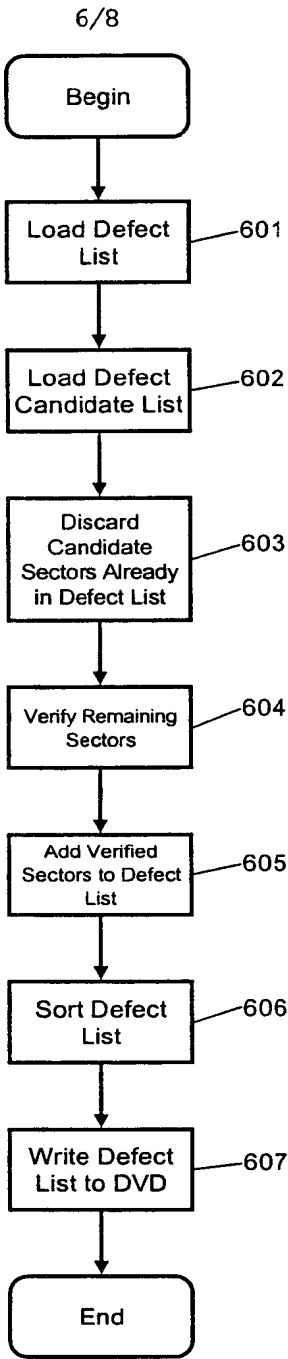 6/8
Begin
Load Defect
List
601
Load Defect
Candidate List
602
Discard
Candidate
Sectors Already
in Defect List
603
Verify Remaining
Sectors
604
Add Verified
Sectors to Defect
List
605
Sort Defect
List
606
Write Defect
List to DVD
607
End